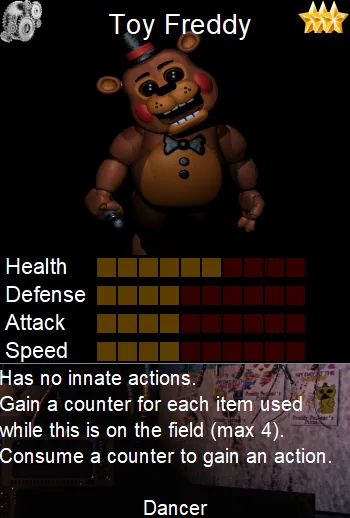 Toy Freddy
Health
Defense
Attack
Speed
Has no innate actions.
Gain a counter for each item used
while this is on the field (max 4).
Consume a counter to gain an action.
Dancer